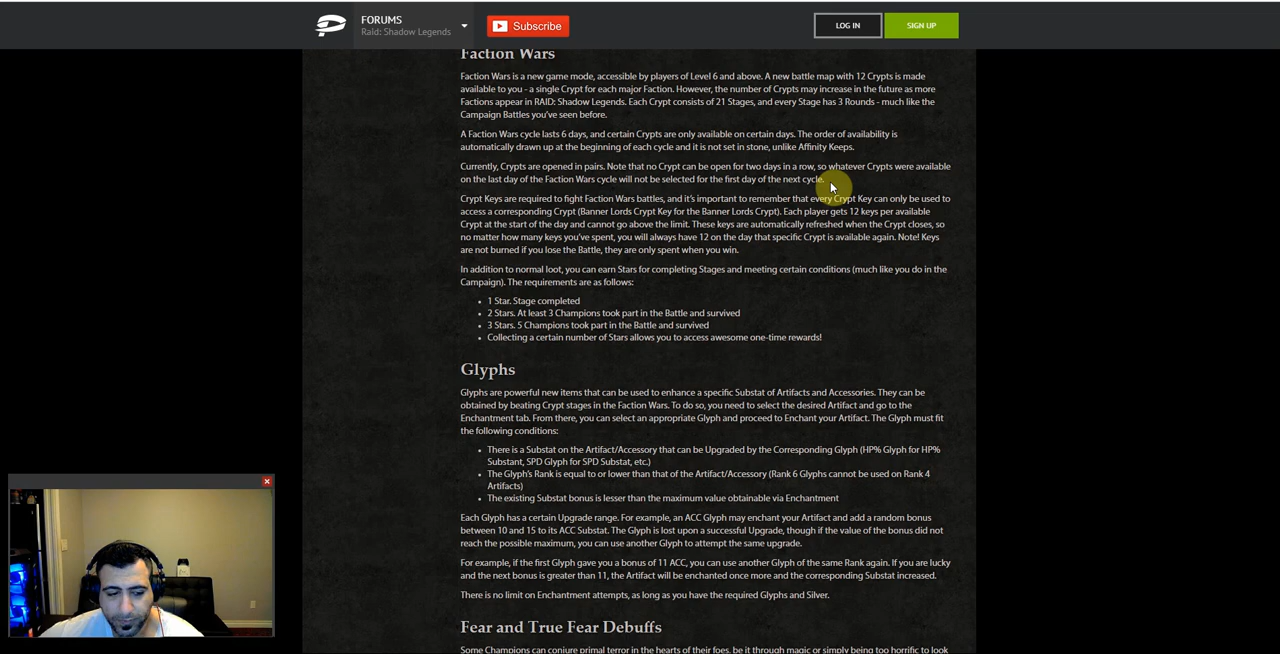 FORUMS
Raid: Shadow Legends
Subscribe
LOG IN
SIGN UP
Faction Wars
Faction Wars is a new game mode, accessible by players of Level 6 and above. A new battle map with 12 Crypts is made
available to you - a single Crypt for each major Faction. However, the number of Crypts may increase in the future as more
Factions appear in RAID: Shadow Legends. Each Crypt consists of 21 Stages, and every Stage has 3 Rounds - much like the
Campaign Battles you've seen before.
A Faction Wars cycle lasts 6 days, and certain Crypts are only available on certain days. The order of availability is
automatically drawn up at the beginning of each cycle and it is not set in stone, unlike Affinity Keeps.
Currently, Crypts are opened in pairs. Note that no Crypt can be open for two days in a row, so whatever Crypts were available
on the last day of the Faction Wars cycle will not be selected for the first day of the next cycle.
Crypt Keys are required to fight Faction Wars battles, and it's important to remember that every Crypt Key can only be used to
access a corresponding Crypt (Banner Lords Crypt Key for the Banner Lords Crypt). Each player gets 12 keys per available
Crypt at the start of the day and cannot go above the limit. These keys are automatically refreshed when the Crypt closes, so
no matter how many keys you've spent, you will always have 12 on the day that specific Crypt is available again. Note! Keys
are not burned if you lose the Battle, they are only spent when you win.
In addition to normal loot, you can earn Stars for completing Stages and meeting certain conditions (much like you do in the
Campaign). The requirements are as follows:
• 1 Star. Stage completed
• 2 Stars. At least 3 Champions took part in the Battle and survived
• 3 Stars. 5 Champions took part in the Battle and survived
• Collecting a certain number of Stars allows you to access awesome one-time rewards!
Glyphs
Glyphs are powerful new items that can be used to enhance a specific Substat of Artifacts and Accessories. They can be
obtained by beating Crypt stages in the Faction Wars. To do so, you need to select the desired Artifact and go to the
Enchantment tab. From there, you can select an appropriate Glyph and proceed to Enchant your Artifact. The Glyph must fit
the following conditions:
• There is a Substat on the Artifact/Accessory that can be Upgraded by the Corresponding Glyph (HP% Glyph for HP%
Substant, SPD Glyph for SPD Substat, etc.)
• The Glyph's Rank is equal to or lower than that of the Artifact/Accessory (Rank 6 Glyphs cannot be used on Rank 4
Artifacts)
• The existing Substat bonus is lesser than the maximum value obtainable via Enchantment
Each Glyph has a certain Upgrade range. For example, an ACC Glyph may enchant your Artifact and add a random bonus
between 10 and 15 to its ACC Substat. The Glyph is lost upon a successful Upgrade, though if the value of the bonus did not
reach the possible maximum, you can use another Glyph to attempt the same upgrade.
For example, if the first Glyph gave you a bonus of 11 ACC, you can use another Glyph of the same Rank again. If you are lucky
and the next bonus is greater than 11, the Artifact will be enchanted once more and the corresponding Substat increased.
There is no limit on Enchantment attempts, as long as you have the required Glyphs and Silver.
Fear and True Fear Debuffs
Some Champions can conjure primal terror in the hearts of their foes, be it through magic or simply being too horrific to look